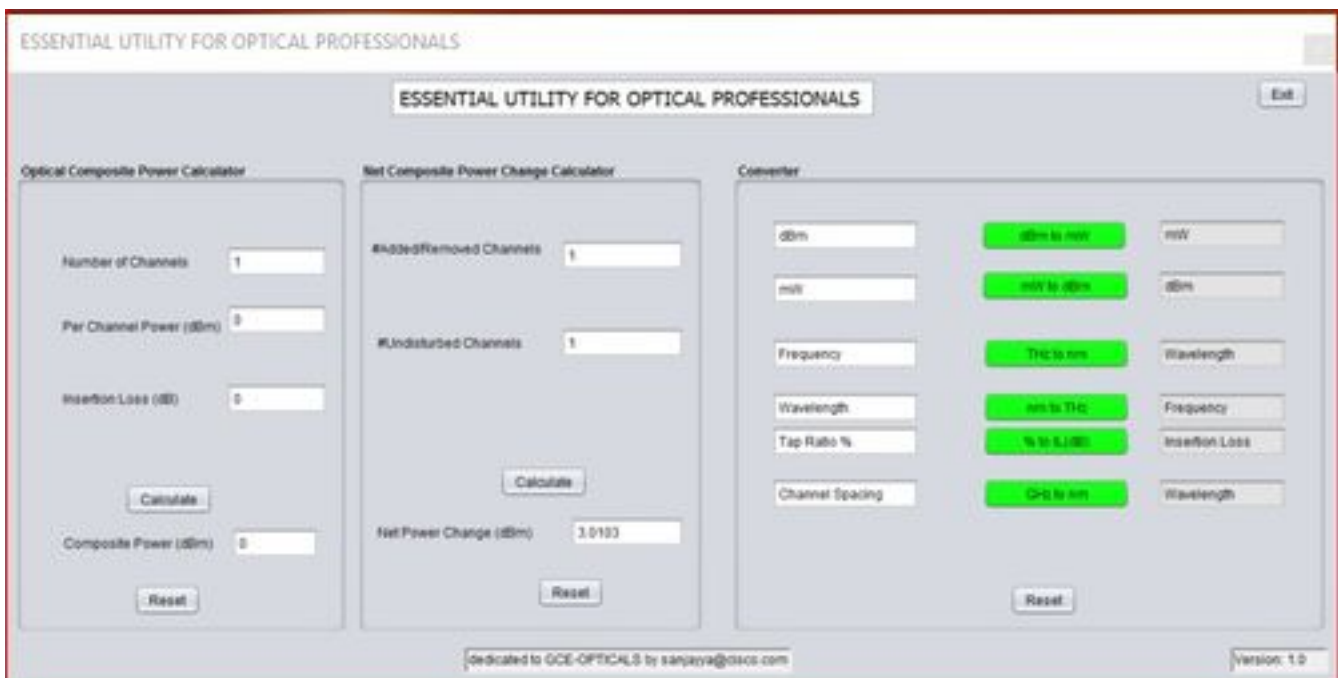 ESSENTIAL UTILITY FOR OPTICAL PROFESSIONALS
ESSENTIAL UTILITY FOR OPTICAL PROFESSIONALS
Exit
Optical Composite Power Calculator
Number of Channels 1
Per Channel Power (dBm) 0
Insertion Loss (dB) 0
Calculate
Composite Power (dBm) 0
Reset
Net Composite Power Change Calculator
#Added/Removed Channels 1
#Undisturbed Channels 1
Calculate
Net Power Change (dBm) 3.0103
Reset
Converter
dBm dBm to mW mW
mW mW to dBm dBm
Frequency THz to nm Wavelength
Wavelength nm to THz Frequency
Tap Ratio % % to IL(dB) Insertion Loss
Channel Spacing GHz to nm Wavelength
Reset
dedicated to GCE-OPTICALS by sanjayya@cisco.com
Version: 1.0